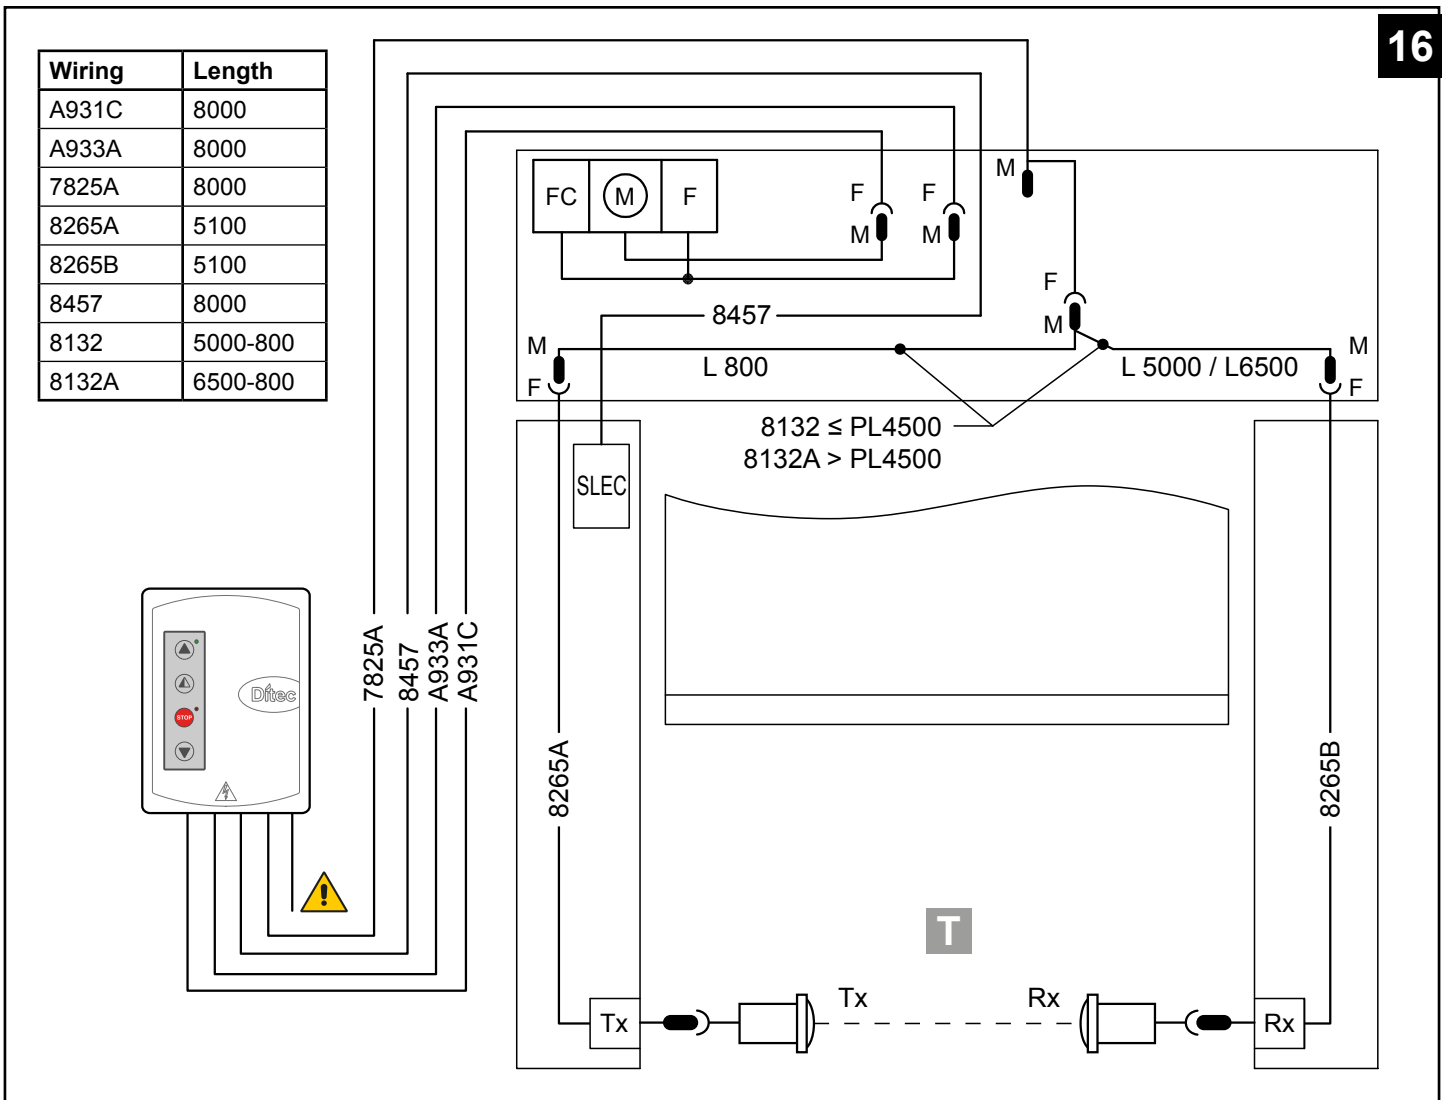 16
Wiring Length
A931C 8000
A933A 8000
7825A 8000
8265A 5100
8265B 5100
8457 8000
8132 5000-800
8132A 6500-800
M
FC M F
F F
M M
F
M
8457
M
F
L 800
L 5000 / L6500
M
F
8132 ≤ PL4500
8132A > PL4500
SLEC
7825A
8457
A933A
A931C
STOP
Ditec
8265A
8265B
T
Tx Rx
Tx
Rx